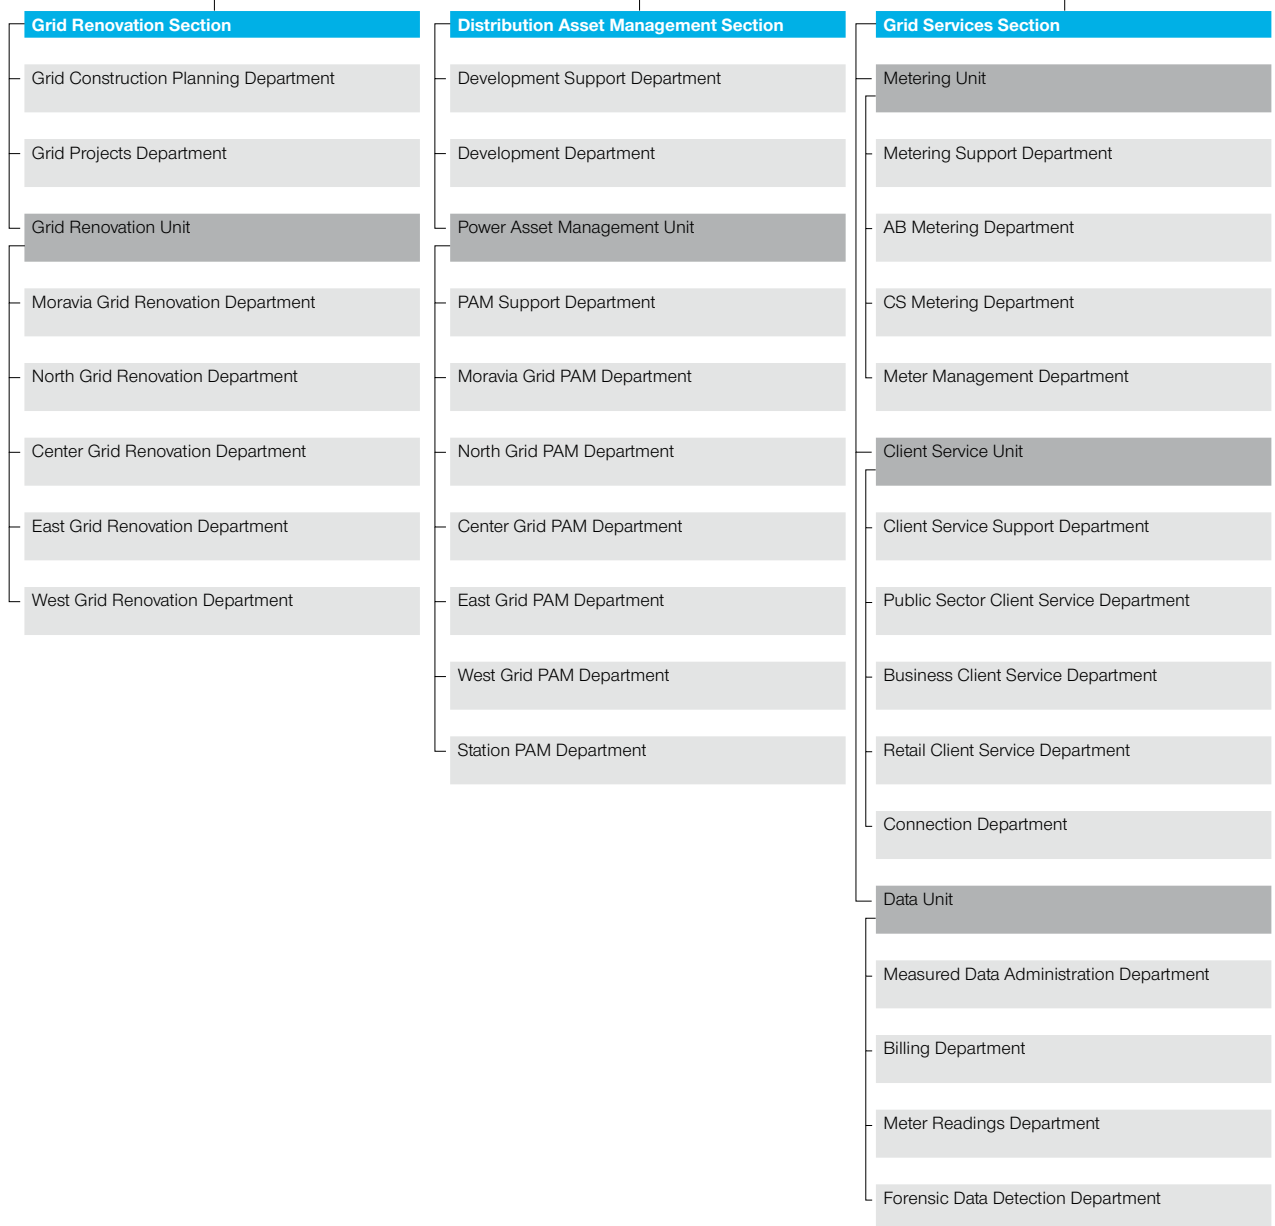 Grid Renovation Section
Grid Construction Planning Department
Grid Projects Department
Grid Renovation Unit
Moravia Grid Renovation Department
North Grid Renovation Department
Center Grid Renovation Department
East Grid Renovation Department
West Grid Renovation Department
Distribution Asset Management Section
Development Support Department
Development Department
Power Asset Management Unit
PAM Support Department
Moravia Grid PAM Department
North Grid PAM Department
Center Grid PAM Department
East Grid PAM Department
West Grid PAM Department
Station PAM Department
Grid Services Section
Metering Unit
Metering Support Department
AB Metering Department
CS Metering Department
Meter Management Department
Client Service Unit
Client Service Support Department
Public Sector Client Service Department
Business Client Service Department
Retail Client Service Department
Connection Department
Data Unit
Measured Data Administration Department
Billing Department
Meter Readings Department
Forensic Data Detection Department